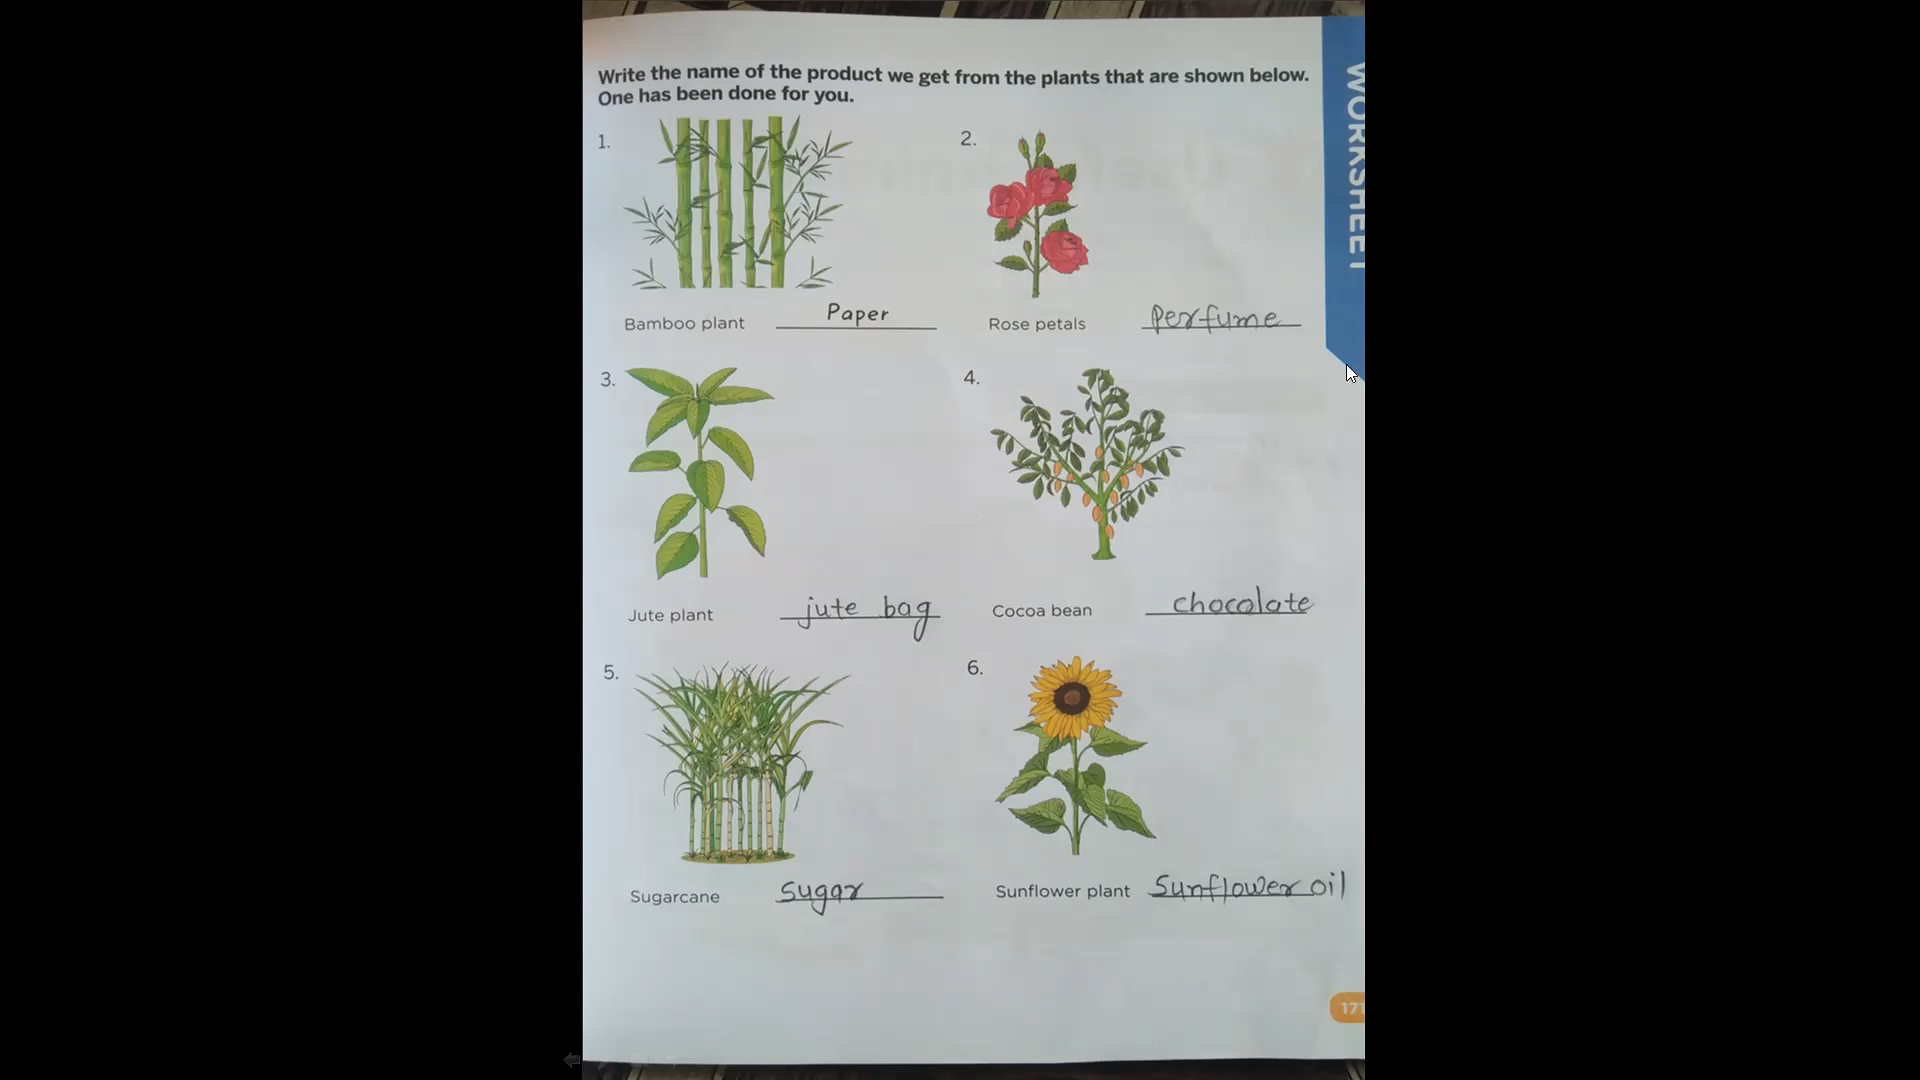 WORKSHEET
Write the name of the product we get from the plants that are shown below.
One has been done for you.
1.
Bamboo plant Paper
2.
Rose petals Perfume
3.
Jute plant jute bag
4.
Cocoa bean chocolate
5.
Sugarcane Sugar
6.
Sunflower plant Sunflower oil
171